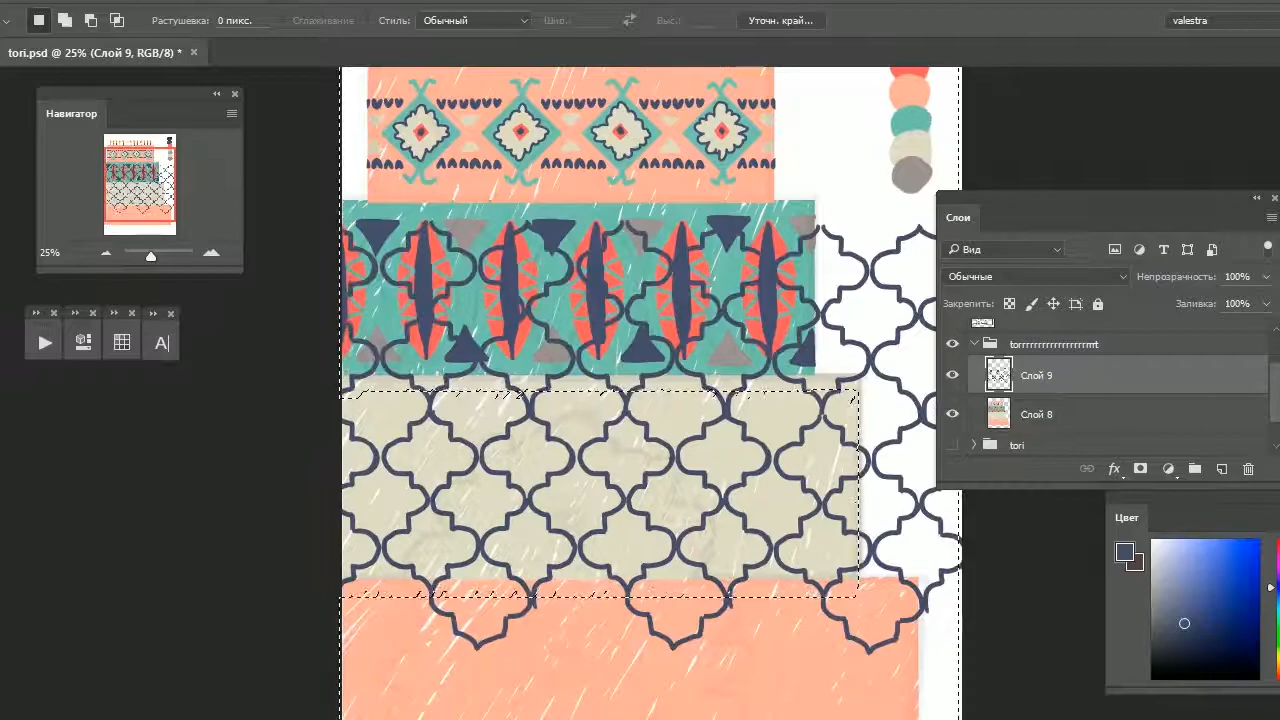 Растушевка: 0 пикс. Сглаживание Стиль: Обычный Шир.: Выс.: Уточн. край... valestra
tori.psd @ 25% (Слой 9, RGB/8) * ×
Навигатор
25%
A|
Слои
Вид T
Обычные Непрозрачность: 100%
Закрепить: Заливка: 100%
Слой 9
Слой 8
tori
fx
Цвет